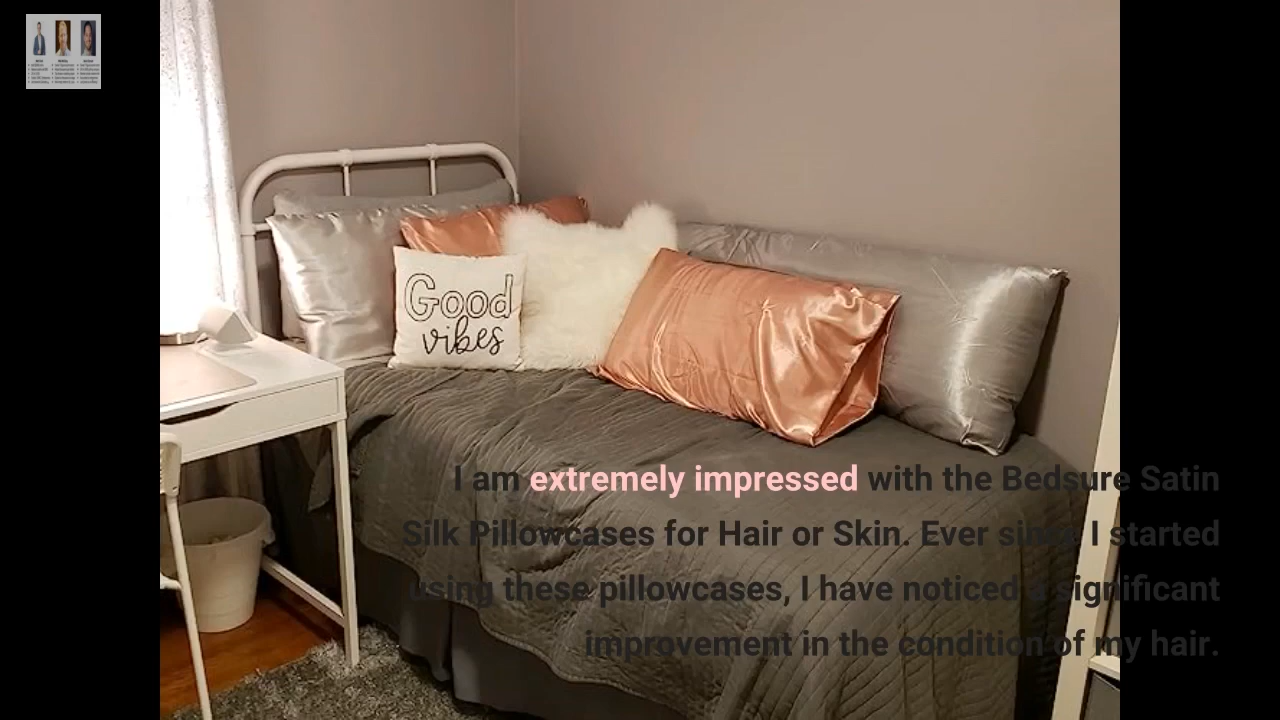 Good
vibes
I am extremely impressed with the Bedsure Satin
Silk Pillowcases for Hair or Skin. Ever since I started
using these pillowcases, I have noticed a significant
improvement in the condition of my hair.